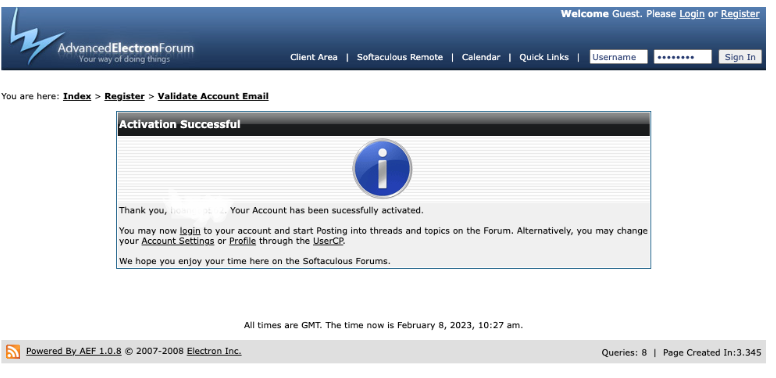 Welcome Guest. Please Login or Register
AdvancedElectronForum
Your way of doing things
Client Area | Softaculous Remote | Calendar | Quick Links | Username •••••••• Sign In
You are here: Index > Register > Validate Account Email
Activation Successful
Thank you, Your Account has been sucessfully activated.
You may now login to your account and start Posting into threads and topics on the Forum. Alternatively, you may change
your Account Settings or Profile through the UserCP.
We hope you enjoy your time here on the Softaculous Forums.
All times are GMT. The time now is February 8, 2023, 10:27 am.
Powered By AEF 1.0.8 © 2007-2008 Electron Inc.
Queries: 8 | Page Created In:3.345